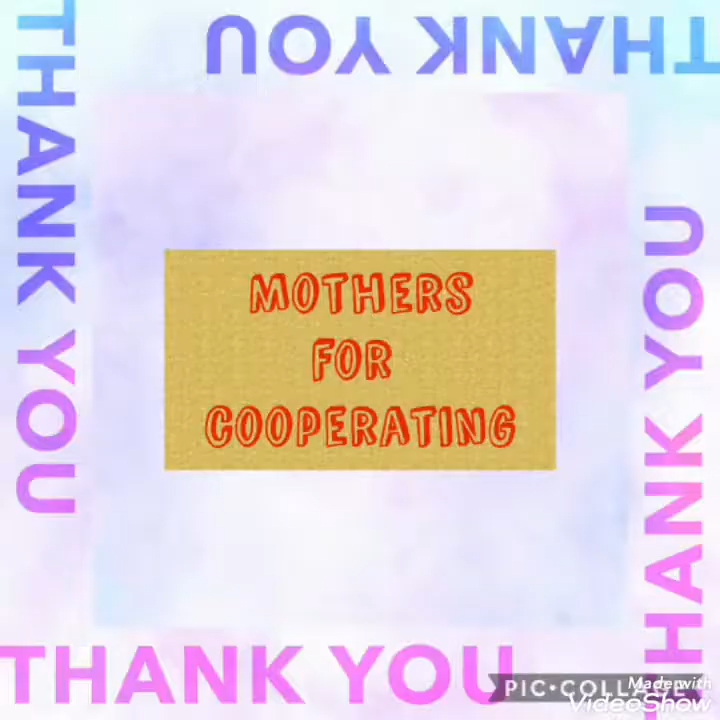 THANK YOU
THANK YOU
MOTHERS
FOR
COOPERATING
THANK YOU
THANK YOU
PIC•COLLAGE
Made with
VideoShow